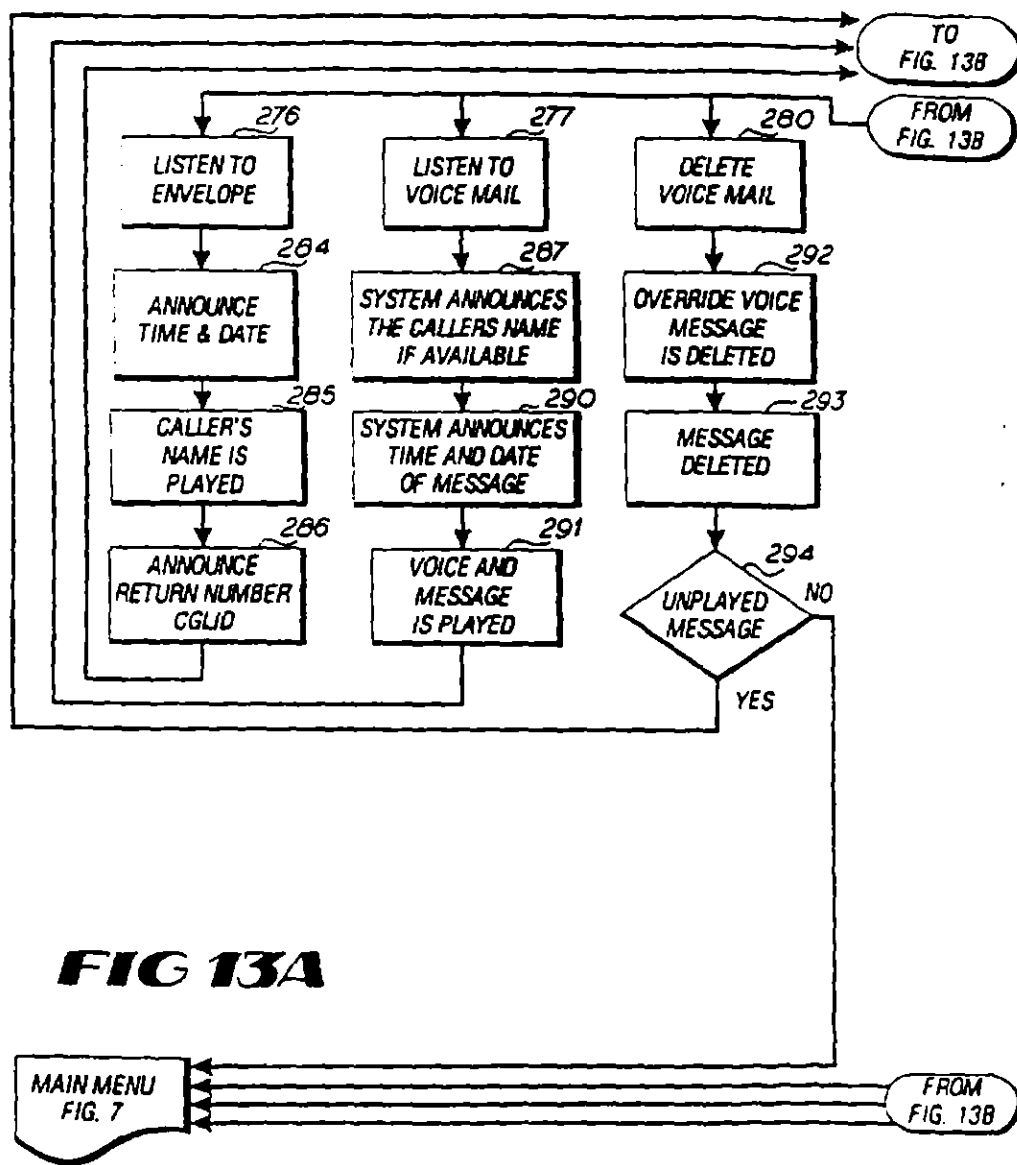 TO
FIG. 13B
FROM
FIG. 13B
276
LISTEN TO
ENVELOPE
277
LISTEN TO
VOICE MAIL
280
DELETE
VOICE MAIL
284
ANNOUNCE
TIME & DATE
287
SYSTEM ANNOUNCES
THE CALLERS NAME
IF AVAILABLE
292
OVERRIDE VOICE
MESSAGE
IS DELETED
285
CALLER'S
NAME IS
PLAYED
290
SYSTEM ANNOUNCES
TIME AND DATE
OF MESSAGE
293
MESSAGE
DELETED
286
ANNOUNCE
RETURN NUMBER
CGLID
291
VOICE AND
MESSAGE
IS PLAYED
294
UNPLAYED
MESSAGE
NO
YES
FIG 13A
MAIN MENU
FIG. 7
FROM
FIG. 13B